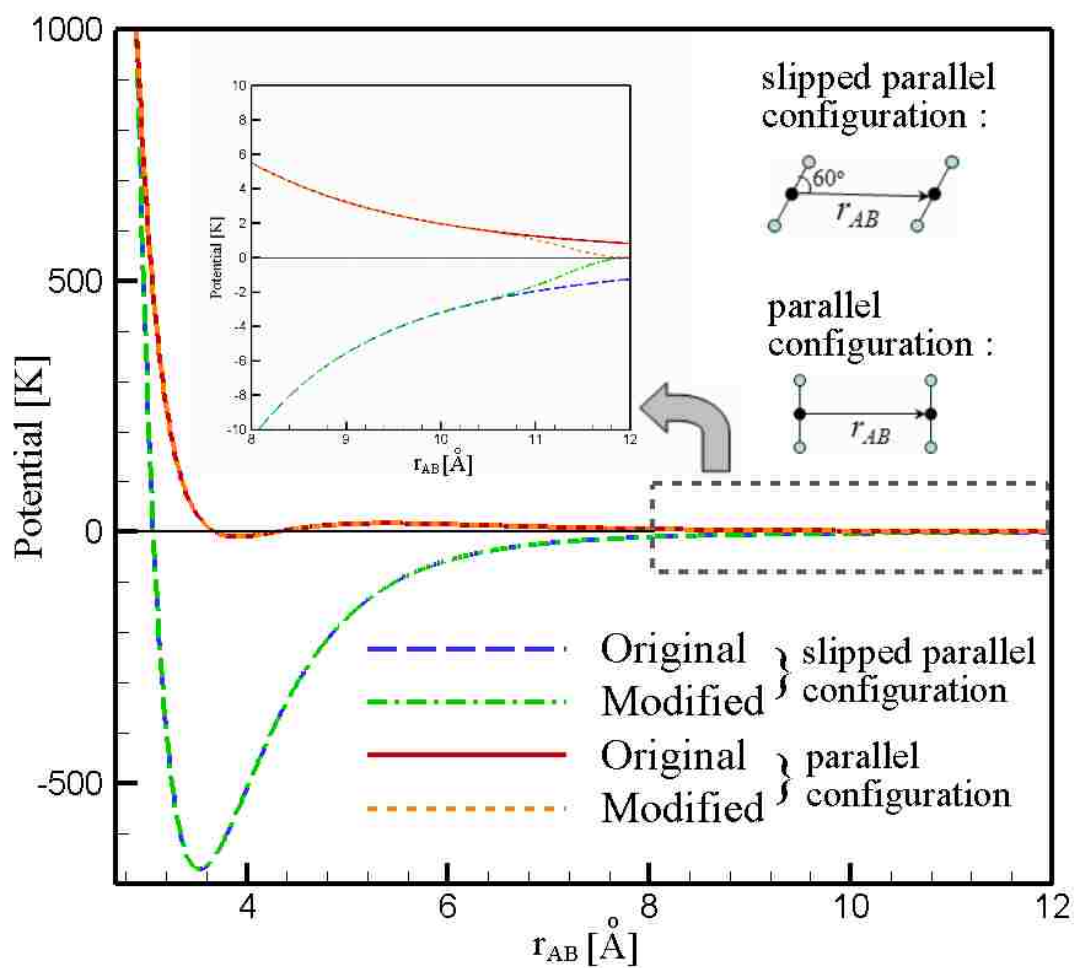 1000
500
0
-500
Potential [K]
4
6
8
10
12
rAB [Å]
10
8
6
4
2
0
-2
-4
-6
-8
-10
Potential [K]
8
9
10
11
12
rAB [Å]
slipped parallel
configuration :
60°
rAB
parallel
configuration :
rAB
Original
Modified
} slipped parallel
configuration
Original
Modified
} parallel
configuration